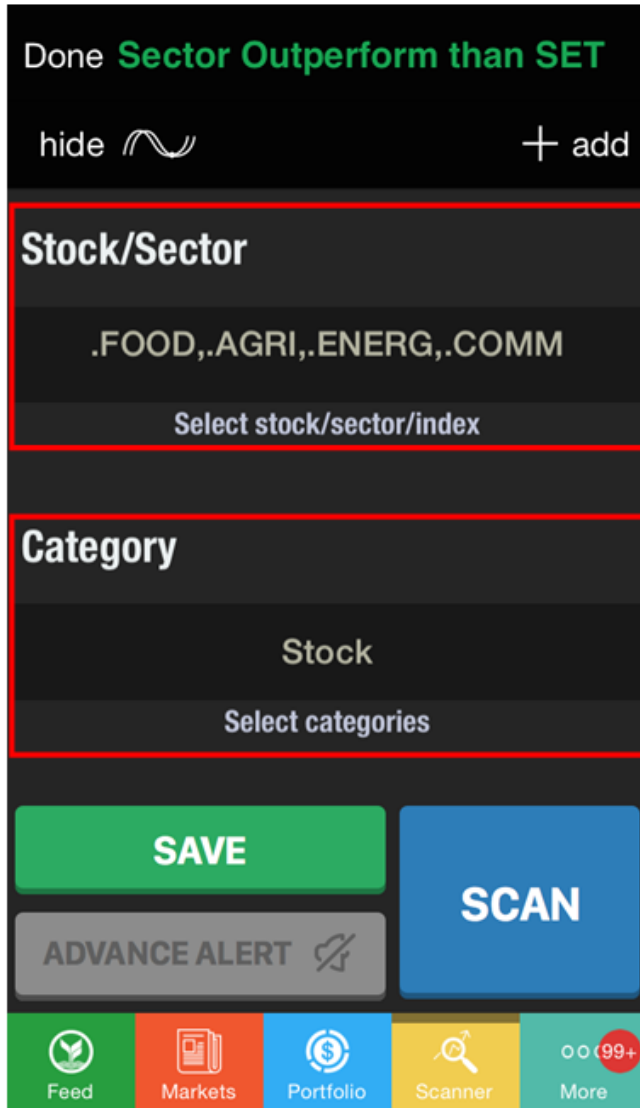 Done Sector Outperform than SET
hide + add
Stock/Sector
.FOOD,.AGRI,.ENERG,.COMM
Select stock/sector/index
Category
Stock
Select categories
SAVE
SCAN
ADVANCE ALERT
99+
Feed Markets Portfolio Scanner More